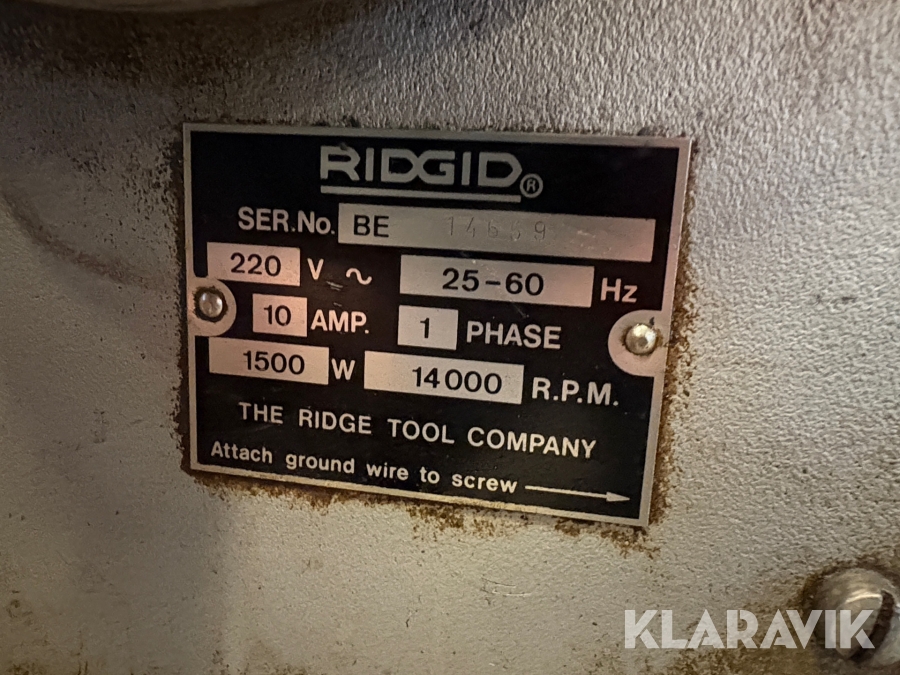 RIDGID®
SER.No. BE 14639
220 V ~ 25-60 Hz
10 AMP. 1 PHASE
1500 W 14000 R.P.M.
THE RIDGE TOOL COMPANY
Attach ground wire to screw
KLARAVIK